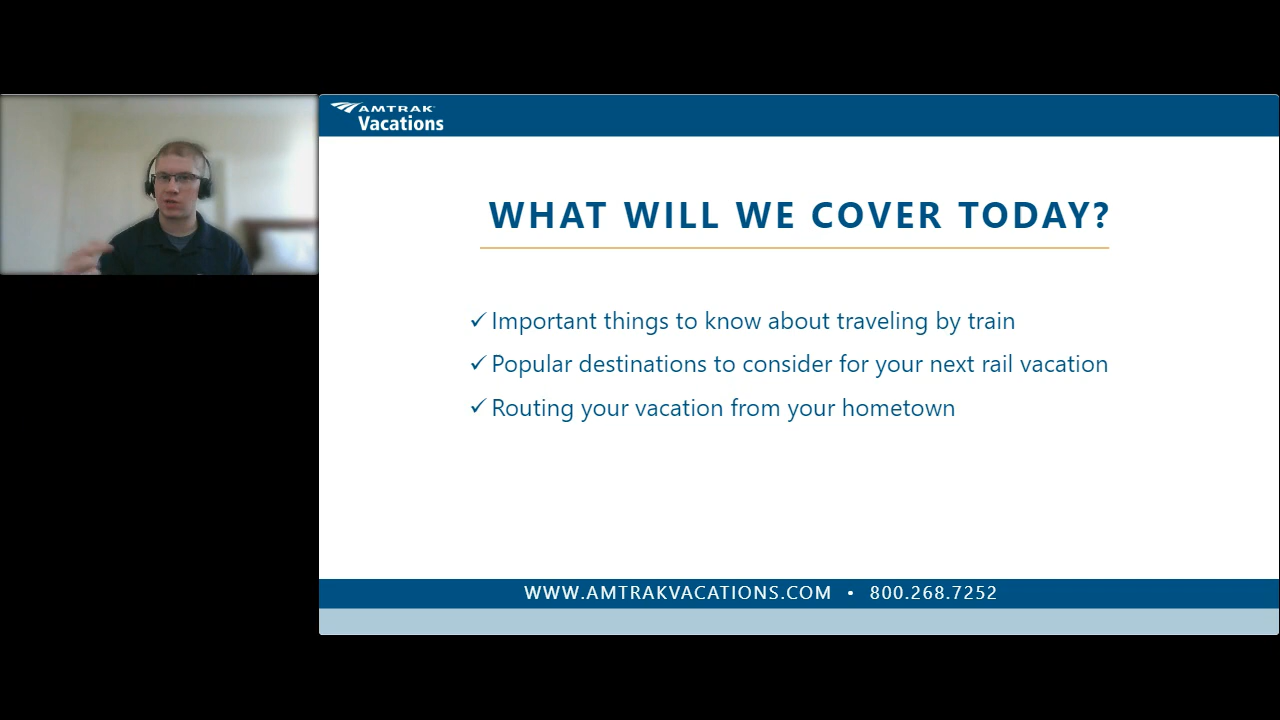 AMTRAK
Vacations
WHAT WILL WE COVER TODAY?
✓ Important things to know about traveling by train
✓ Popular destinations to consider for your next rail vacation
✓ Routing your vacation from your hometown
WWW.AMTRAKVACATIONS.COM • 800.268.7252